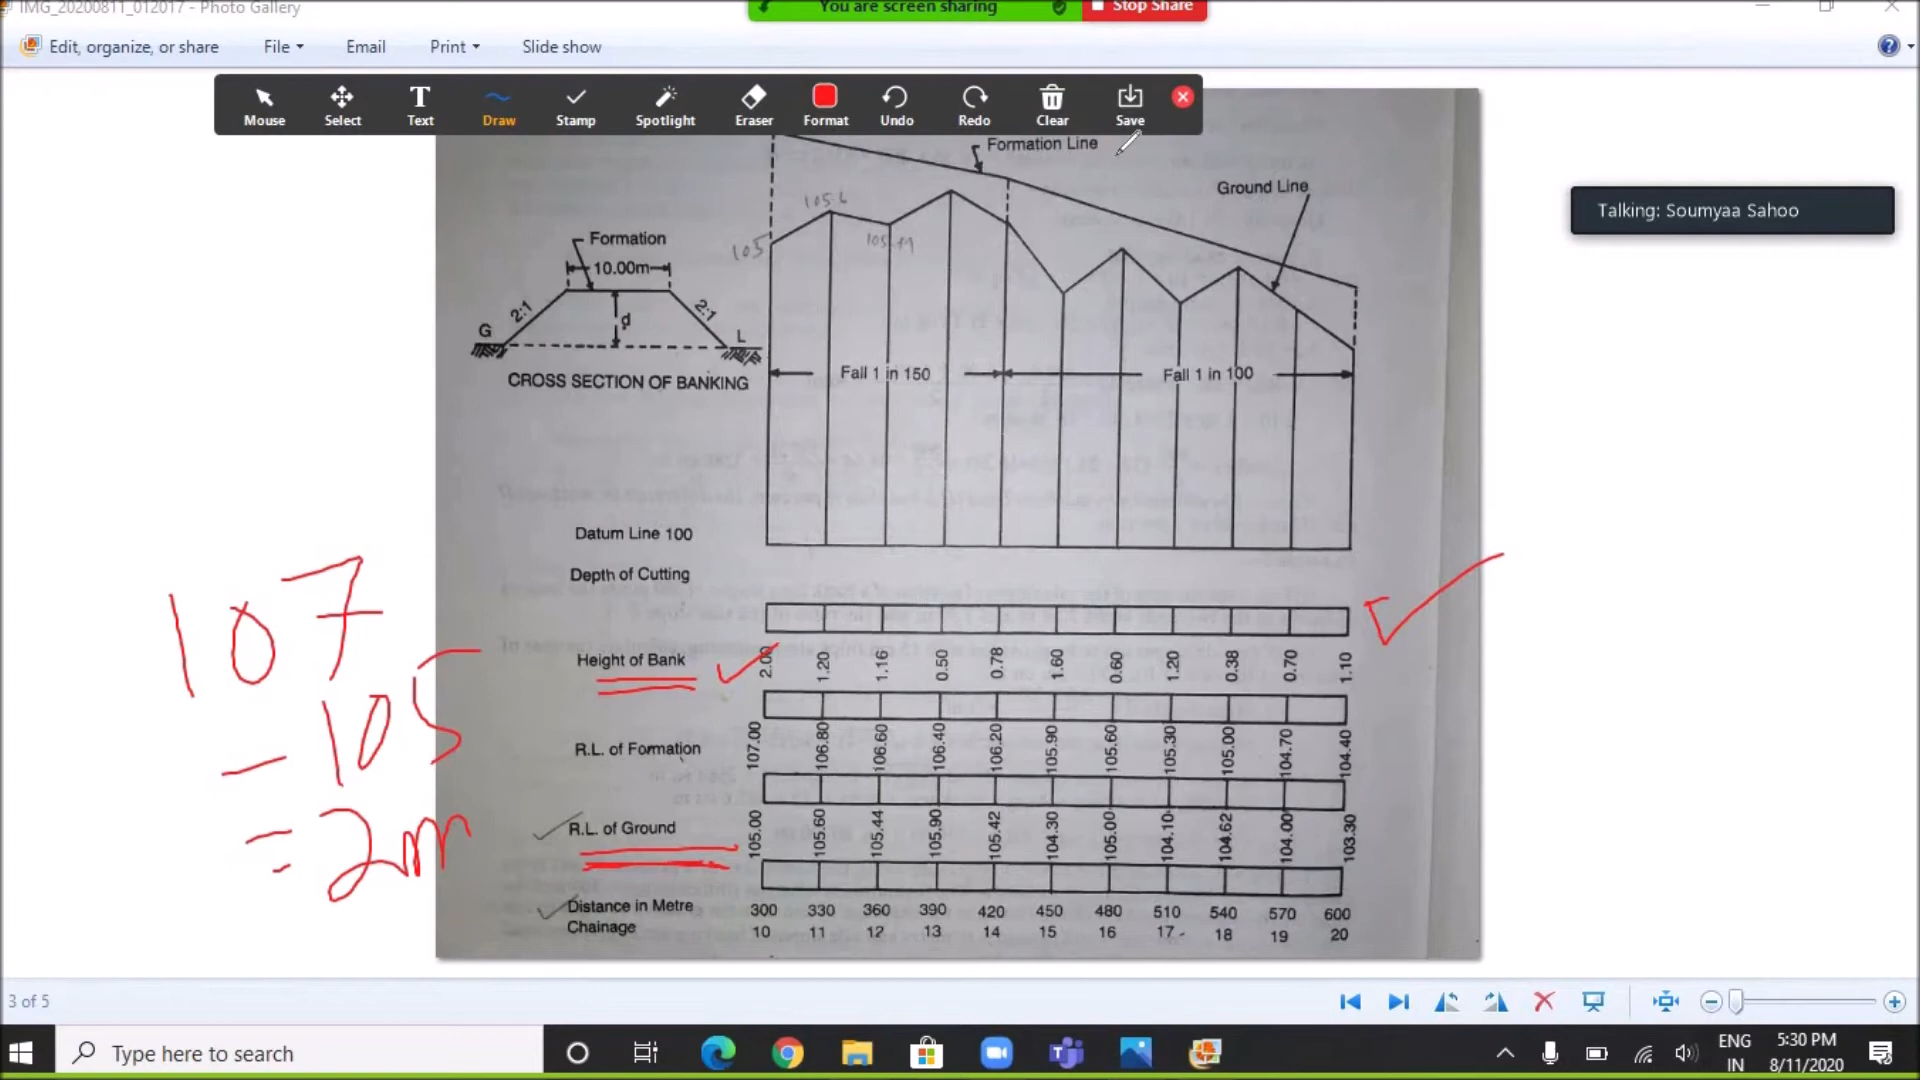 IMG_20200811_012017 - Photo Gallery
You are screen sharing
Stop Share
Edit, organize, or share
File
Email
Print
Slide show
Mouse
Select
Text
Draw
Stamp
Spotlight
Eraser
Format
Undo
Redo
Clear
Save
Formation Line
Ground Line
Talking: Soumyaa Sahoo
105.6
105
Formation
10.00m
2:1
d
2:1
G
L
CROSS SECTION OF BANKING
Fall 1 in 150
Fall 1 in 100
Datum Line 100
Depth of Cutting
107
- 105
= 2m
Height of Bank
2.00 1.20 1.16 0.50 0.78 1.60 0.60 1.20 0.38 0.70 1.10
R.L. of Formation
107.00 106.80 106.60 106.40 106.20 105.90 105.60 105.30 105.00 104.70 104.40
R.L. of Ground
105.00 105.60 105.44 105.90 105.42 104.30 105.00 104.10 104.62 104.00 103.30
Distance in Metre 300 330 360 390 420 450 480 510 540 570 600
Chainage 10 11 12 13 14 15 16 17 18 19 20
3 of 5
Type here to search
ENG
IN
5:30 PM
8/11/2020